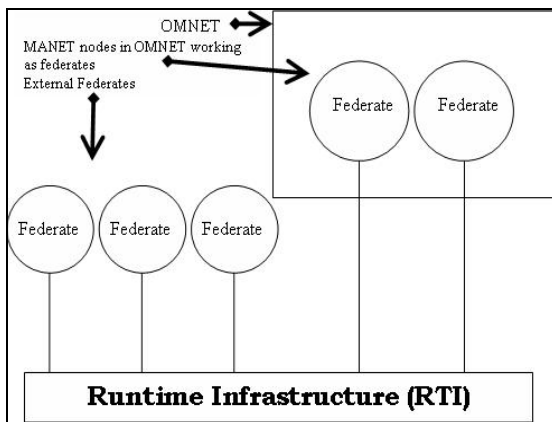 OMNET
MANET nodes in OMNET working
as federates
External Federates
Federate
Federate
Federate
Federate
Federate
Runtime Infrastructure (RTI)